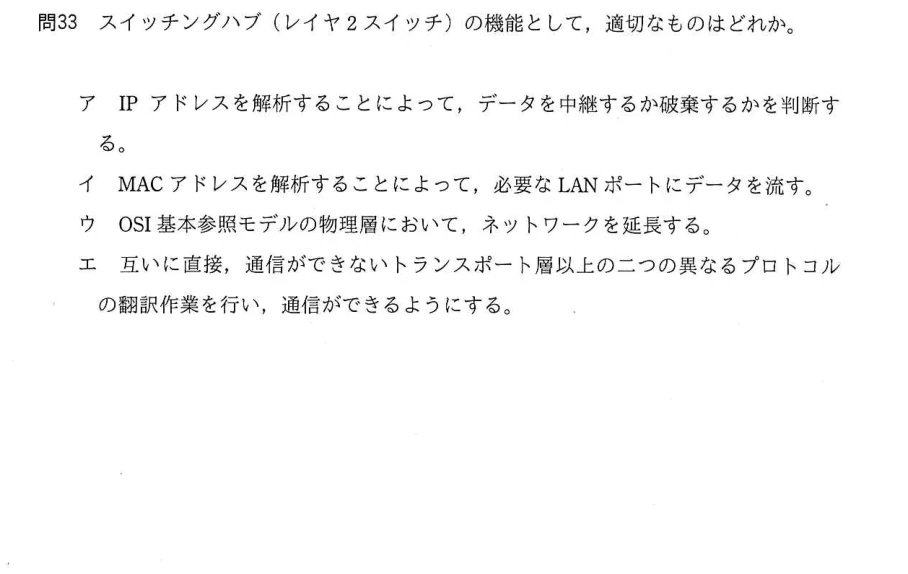 問33 スイッチングハブ（レイヤ2スイッチ）の機能として，適切なものはどれか。
ア IP アドレスを解析することによって，データを中継するか破棄するかを判断す
る。
イ MAC アドレスを解析することによって，必要な LAN ポートにデータを流す。
ウ OSI 基本参照モデルの物理層において，ネットワークを延長する。
エ 互いに直接，通信ができないトランスポート層以上の二つの異なるプロトコル
の翻訳作業を行い，通信ができるようにする。